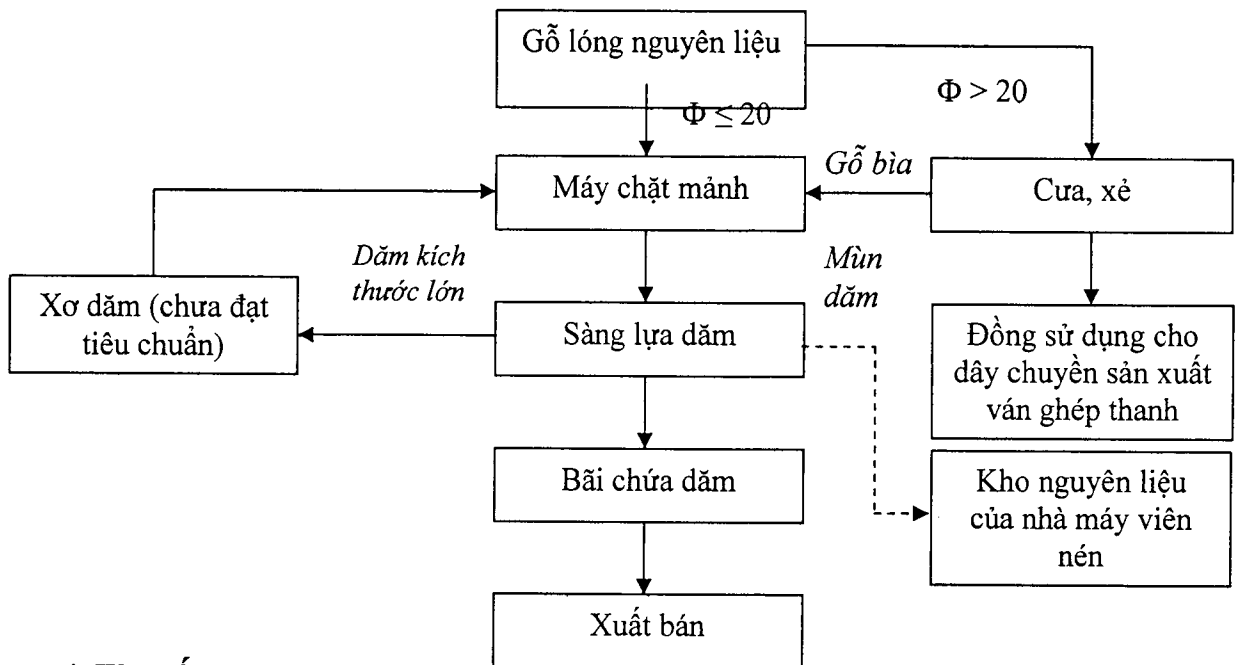 Gỗ lóng nguyên liệu
Φ ≤ 20
Φ > 20
Máy chặt mảnh
Gỗ bìa
Cưa, xẻ
Dăm kích
thước lớn
Mùn
dăm
Xơ dăm (chưa đạt
tiêu chuẩn)
Sàng lựa dăm
Đồng sử dụng cho
dây chuyền sản xuất
ván ghép thanh
Bãi chứa dăm
Kho nguyên liệu
của nhà máy viên
nén
Xuất bán